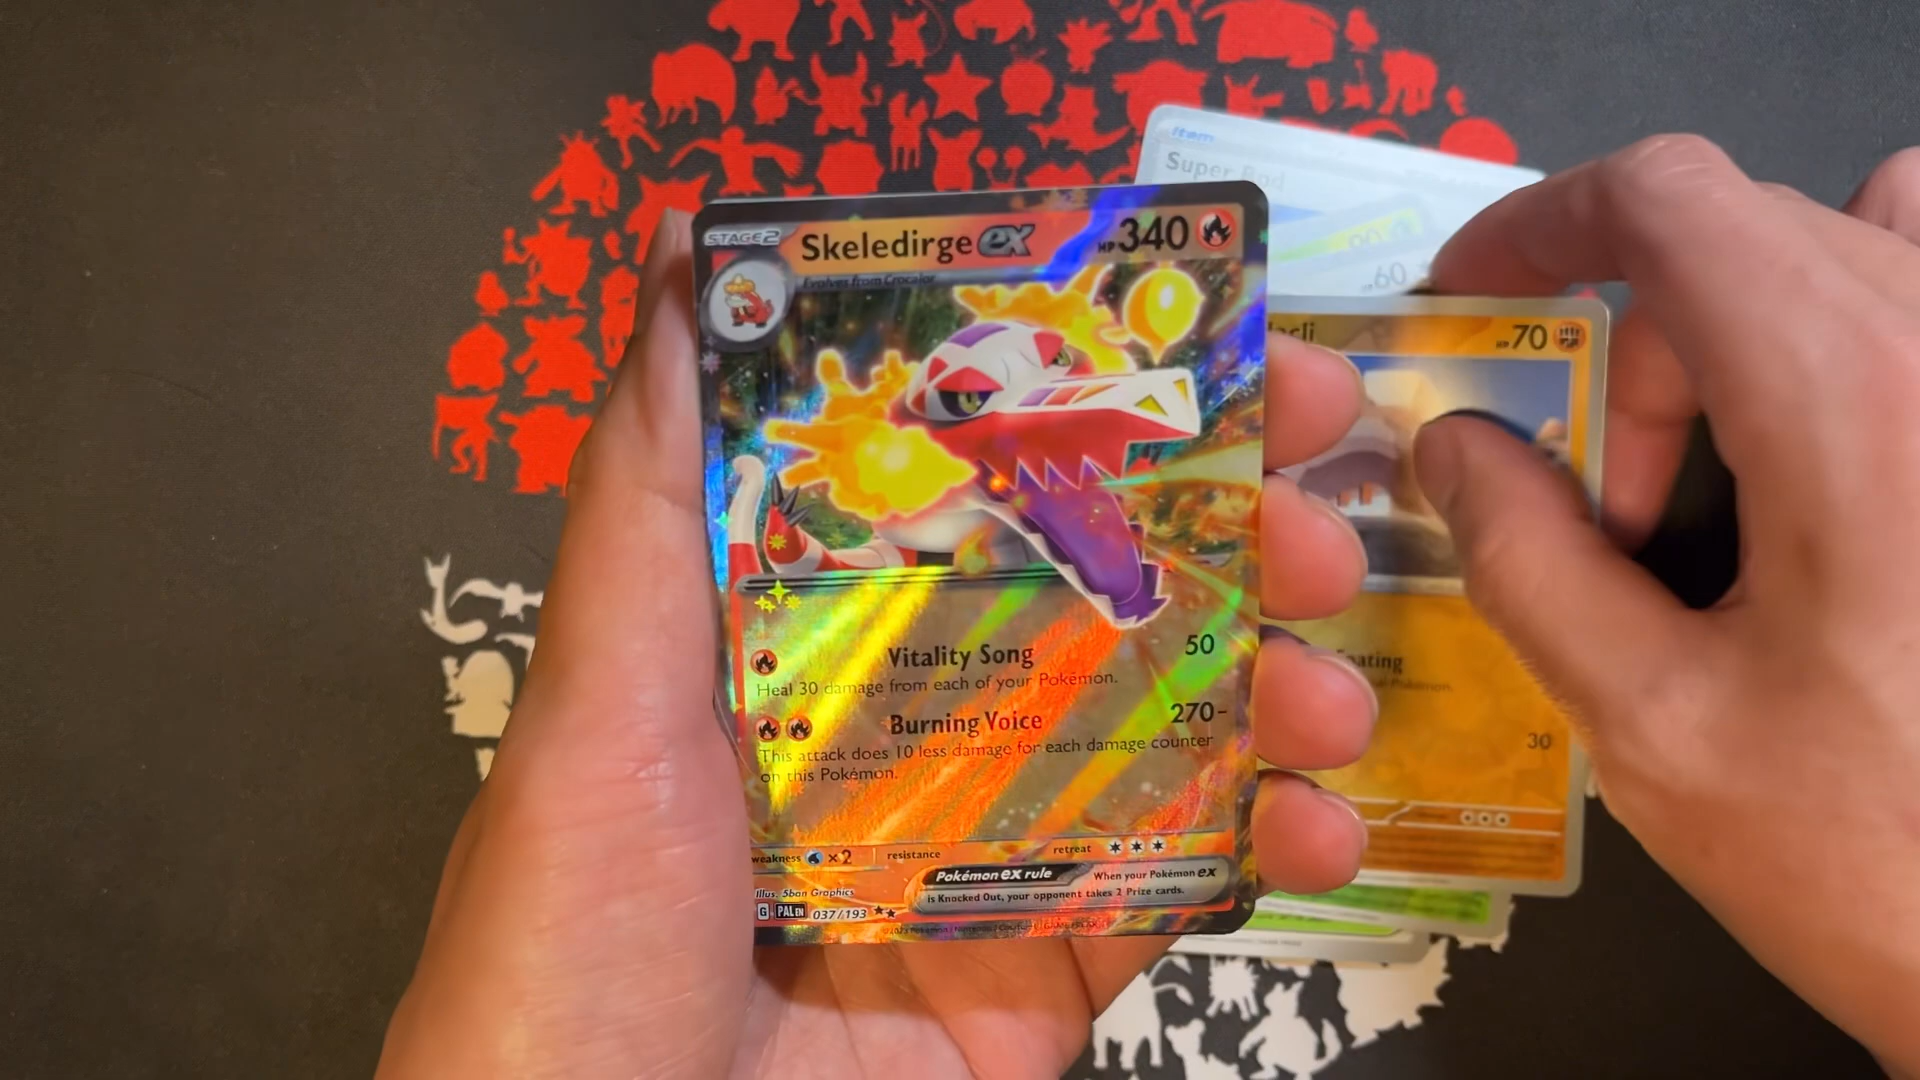 Item
Super Rod
STAGE2 Skeledirge ex HP 340
Evolves from Crocalor
Vitality Song 50
Heal 30 damage from each of your Pokémon.
Burning Voice 270-
This attack does 10 less damage for each damage counter
on this Pokémon.
weakness ×2 resistance retreat
Pokémon ex rule When your Pokémon ex
is Knocked Out, your opponent takes 2 Prize cards.
Illus. 5ban Graphics
G PAL EN 037/193
HP 70
30
60